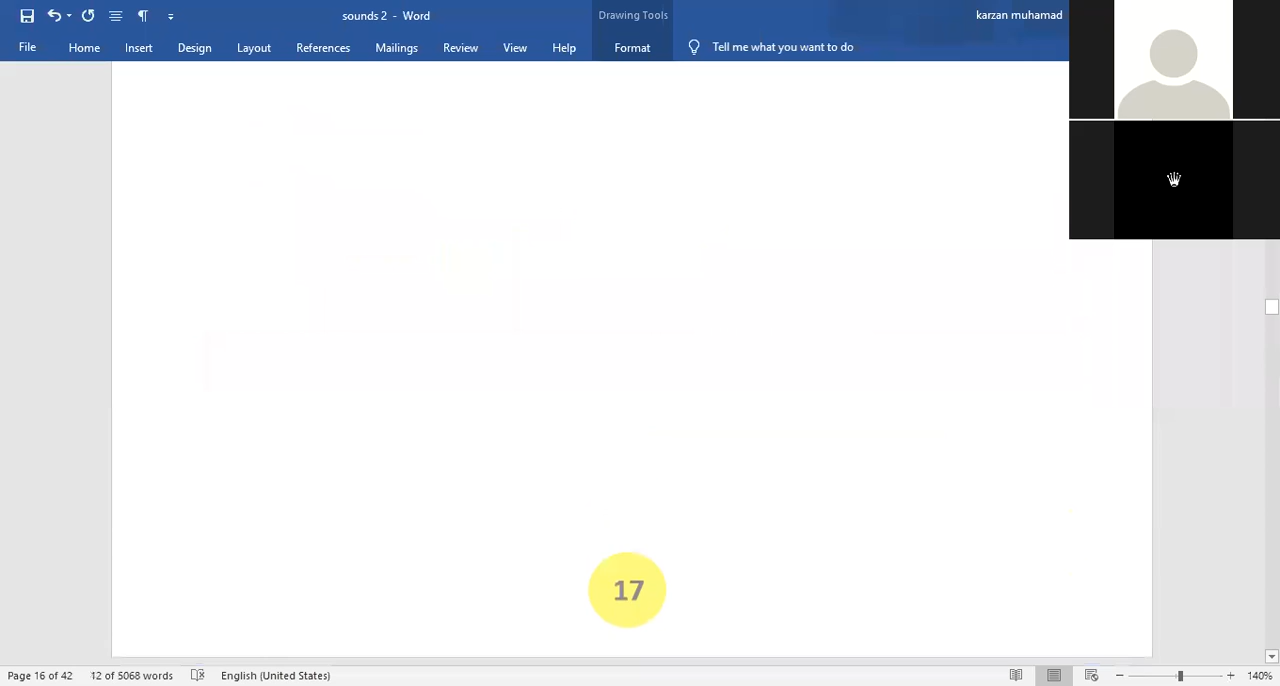 sounds 2 - Word
Drawing Tools
karzan muhamad
File Home Insert Design Layout References Mailings Review View Help Format Tell me what you want to do
17
Page 16 of 42 12 of 5068 words English (United States) 140%